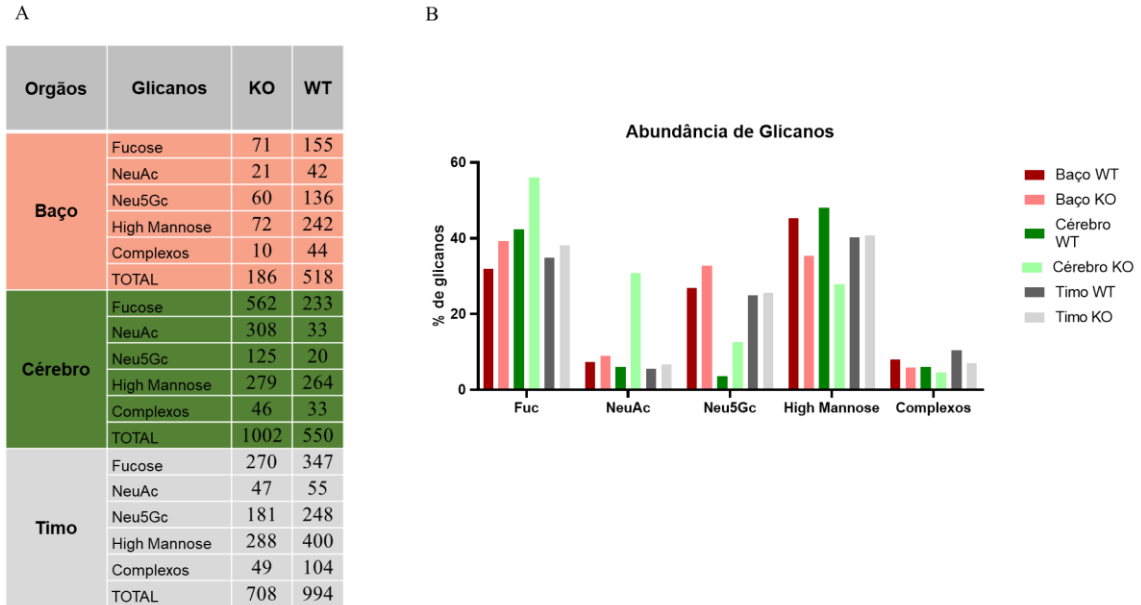 A
B
Orgãos Glicanos KO WT
Baço
Fucose 71 155
NeuAc 21 42
Neu5Gc 60 136
High Mannose 72 242
Complexos 10 44
TOTAL 186 518
Cérebro
Fucose 562 233
NeuAc 308 33
Neu5Gc 125 20
High Mannose 279 264
Complexos 46 33
TOTAL 1002 550
Timo
Fucose 270 347
NeuAc 47 55
Neu5Gc 181 248
High Mannose 288 400
Complexos 49 104
TOTAL 708 994
Abundância de Glicanos
% de glicanos
60
40
20
0
Fuc NeuAc Neu5Gc High Mannose Complexos
Baço WT
Baço KO
Cérebro
WT
Cérebro KO
Timo WT
Timo KO